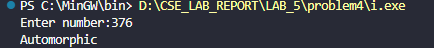 PS C:\MinGW\bin> D:\CSE_LAB_REPORT\LAB_5\problem4\i.exe
Enter number:376
Automorphic